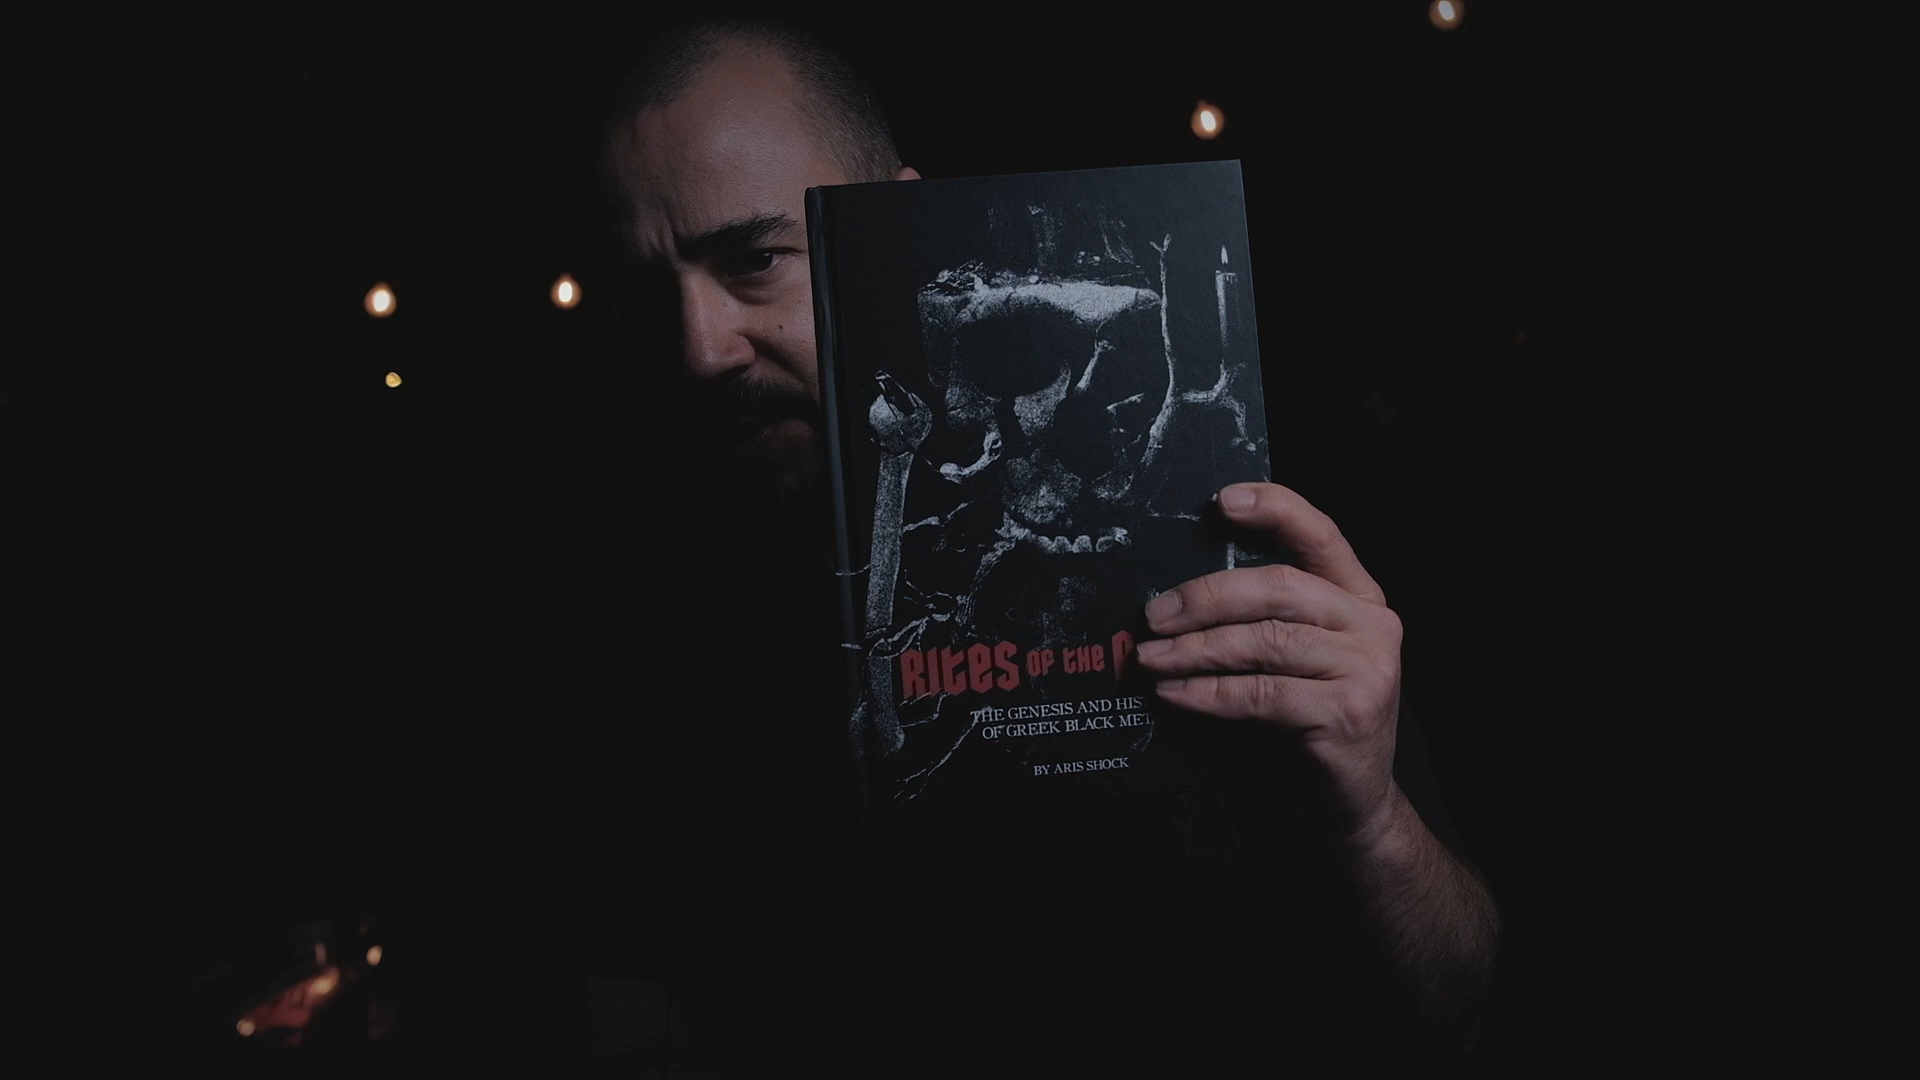 RITES OF THE
THE GENESIS AND HIS
OF GREEK BLACK MET
BY ARIS SHOCK